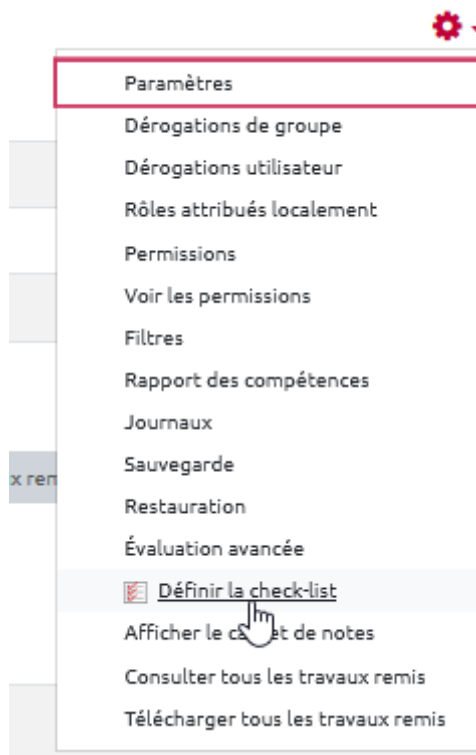 Paramètres
Dérogations de groupe
Dérogations utilisateur
Rôles attribués localement
Permissions
Voir les permissions
Filtres
Rapport des compétences
Journaux
x rem
Sauvegarde
Restauration
Évaluation avancée
Définir la check-list
Afficher le et de notes
Consulter tous les travaux remis
Télécharger tous les travaux remis